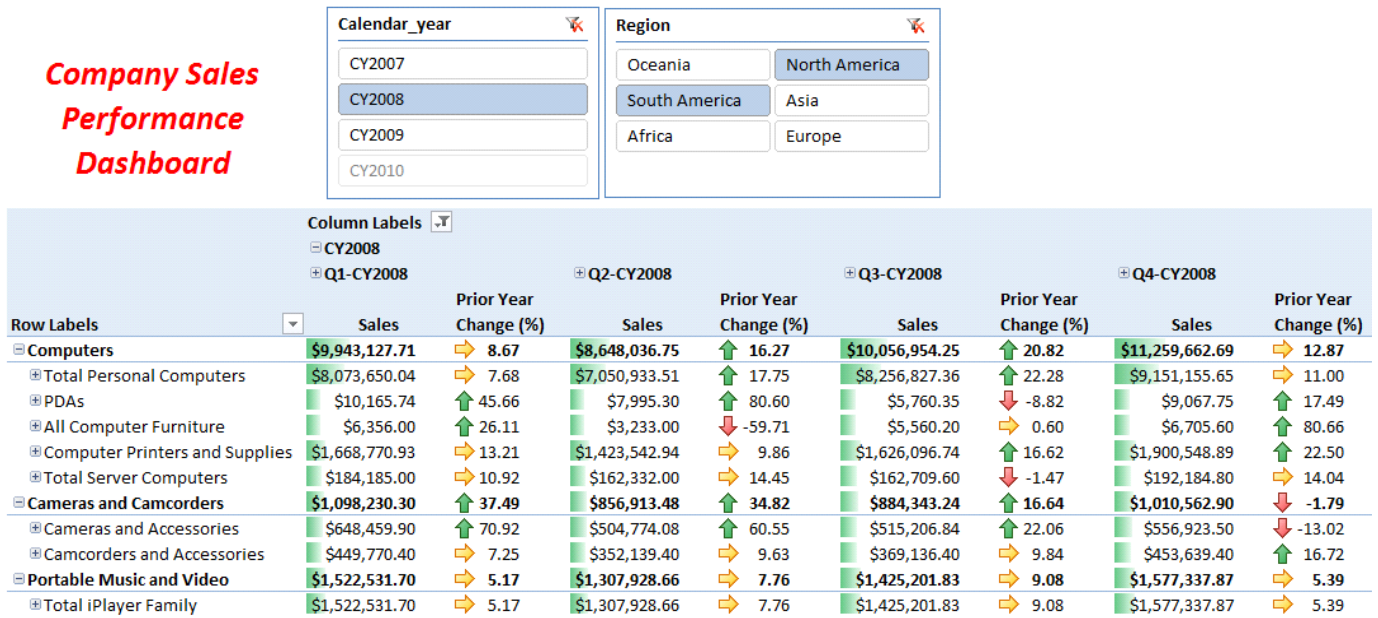 Company Sales
Performance
Dashboard
Calendar_year
CY2007
CY2008
CY2009
CY2010
Region
Oceania North America
South America Asia
Africa Europe
Column Labels
CY2008
Q1-CY2008 Q2-CY2008 Q3-CY2008 Q4-CY2008
Prior Year Prior Year Prior Year Prior Year
Row Labels Sales Change (%) Sales Change (%) Sales Change (%) Sales Change (%)
Computers $9,943,127.71 8.67 $8,648,036.75 16.27 $10,056,954.25 20.82 $11,259,662.69 12.87
Total Personal Computers $8,073,650.04 7.68 $7,050,933.51 17.75 $8,256,827.36 22.28 $9,151,155.65 11.00
PDAs $10,165.74 45.66 $7,995.30 80.60 $5,760.35 -8.82 $9,067.75 17.49
All Computer Furniture $6,356.00 26.11 $3,233.00 -59.71 $5,560.20 0.60 $6,705.60 80.66
Computer Printers and Supplies $1,668,770.93 13.21 $1,423,542.94 9.86 $1,626,096.74 16.62 $1,900,548.89 22.50
Total Server Computers $184,185.00 10.92 $162,332.00 14.45 $162,709.60 -1.47 $192,184.80 14.04
Cameras and Camcorders $1,098,230.30 37.49 $856,913.48 34.82 $884,343.24 16.64 $1,010,562.90 -1.79
Cameras and Accessories $648,459.90 70.92 $504,774.08 60.55 $515,206.84 22.06 $556,923.50 -13.02
Camcorders and Accessories $449,770.40 7.25 $352,139.40 9.63 $369,136.40 9.84 $453,639.40 16.72
Portable Music and Video $1,522,531.70 5.17 $1,307,928.66 7.76 $1,425,201.83 9.08 $1,577,337.87 5.39
Total iPlayer Family $1,522,531.70 5.17 $1,307,928.66 7.76 $1,425,201.83 9.08 $1,577,337.87 5.39